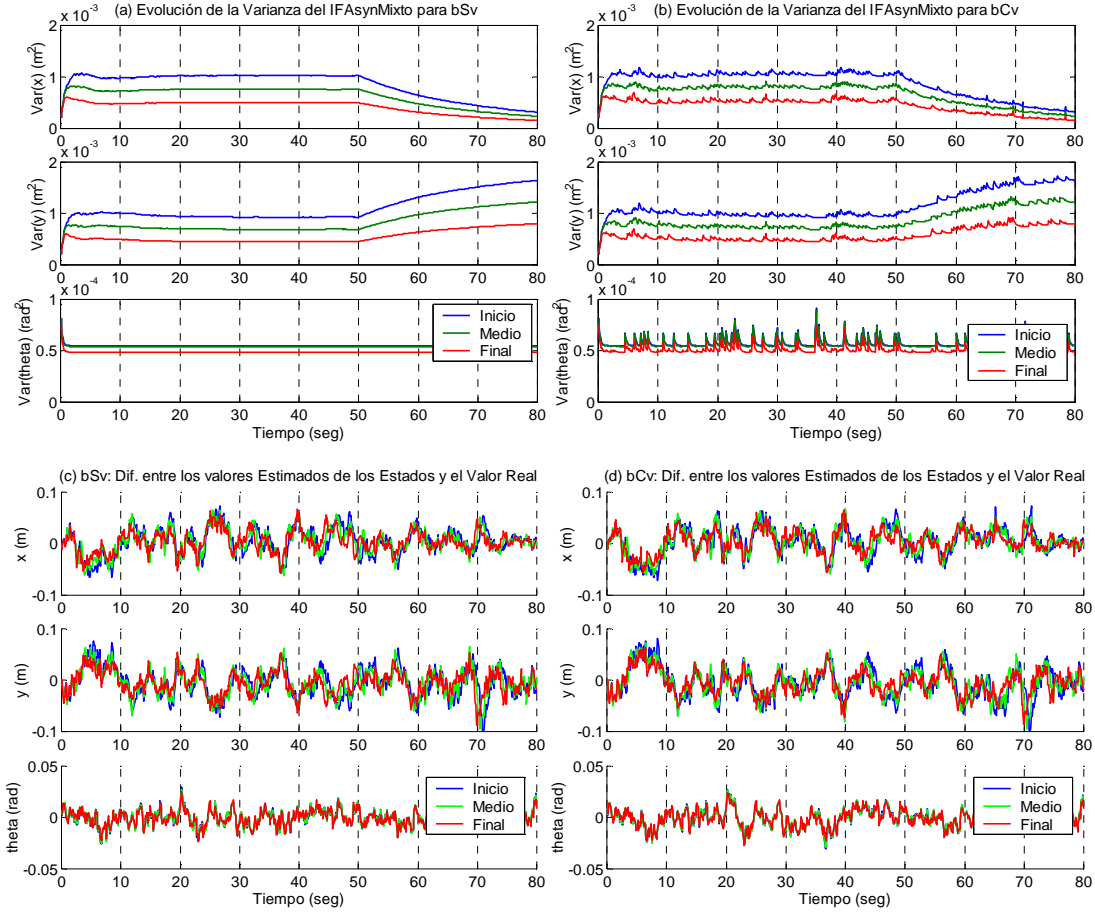 (a) Evolución de la Varianza del IFAsynMixto para bSv
x 10⁻³
Var(x) (m²)
2
1
0
0 10 20 30 40 50 60 70 80
x 10⁻³
Var(y) (m²)
2
1
0
0 10 20 30 40 50 60 70 80
x 10⁻⁴
Var(theta) (rad²)
1
0.5
0
Inicio
Medio
Final
0 10 20 30 40 50 60 70 80
Tiempo (seg)
(b) Evolución de la Varianza del IFAsynMixto para bCv
x 10⁻³
Var(x) (m²)
2
1
0
0 10 20 30 40 50 60 70 80
x 10⁻³
Var(y) (m²)
2
1
0
0 10 20 30 40 50 60 70 80
x 10⁻⁴
Var(theta) (rad²)
1
0.5
0
Inicio
Medio
Final
0 10 20 30 40 50 60 70 80
Tiempo (seg)
(c) bSv: Dif. entre los valores Estimados de los Estados y el Valor Real
x (m)
0.1
0
-0.1
0 10 20 30 40 50 60 70 80
y (m)
0.1
0
-0.1
0 10 20 30 40 50 60 70 80
theta (rad)
0.05
0
-0.05
Inicio
Medio
Final
0 10 20 30 40 50 60 70 80
Tiempo (seg)
(d) bCv: Dif. entre los valores Estimados de los Estados y el Valor Real
x (m)
0.1
0
-0.1
0 10 20 30 40 50 60 70 80
y (m)
0.1
0
-0.1
0 10 20 30 40 50 60 70 80
theta (rad)
0.05
0
-0.05
Inicio
Medio
Final
0 10 20 30 40 50 60 70 80
Tiempo (seg)